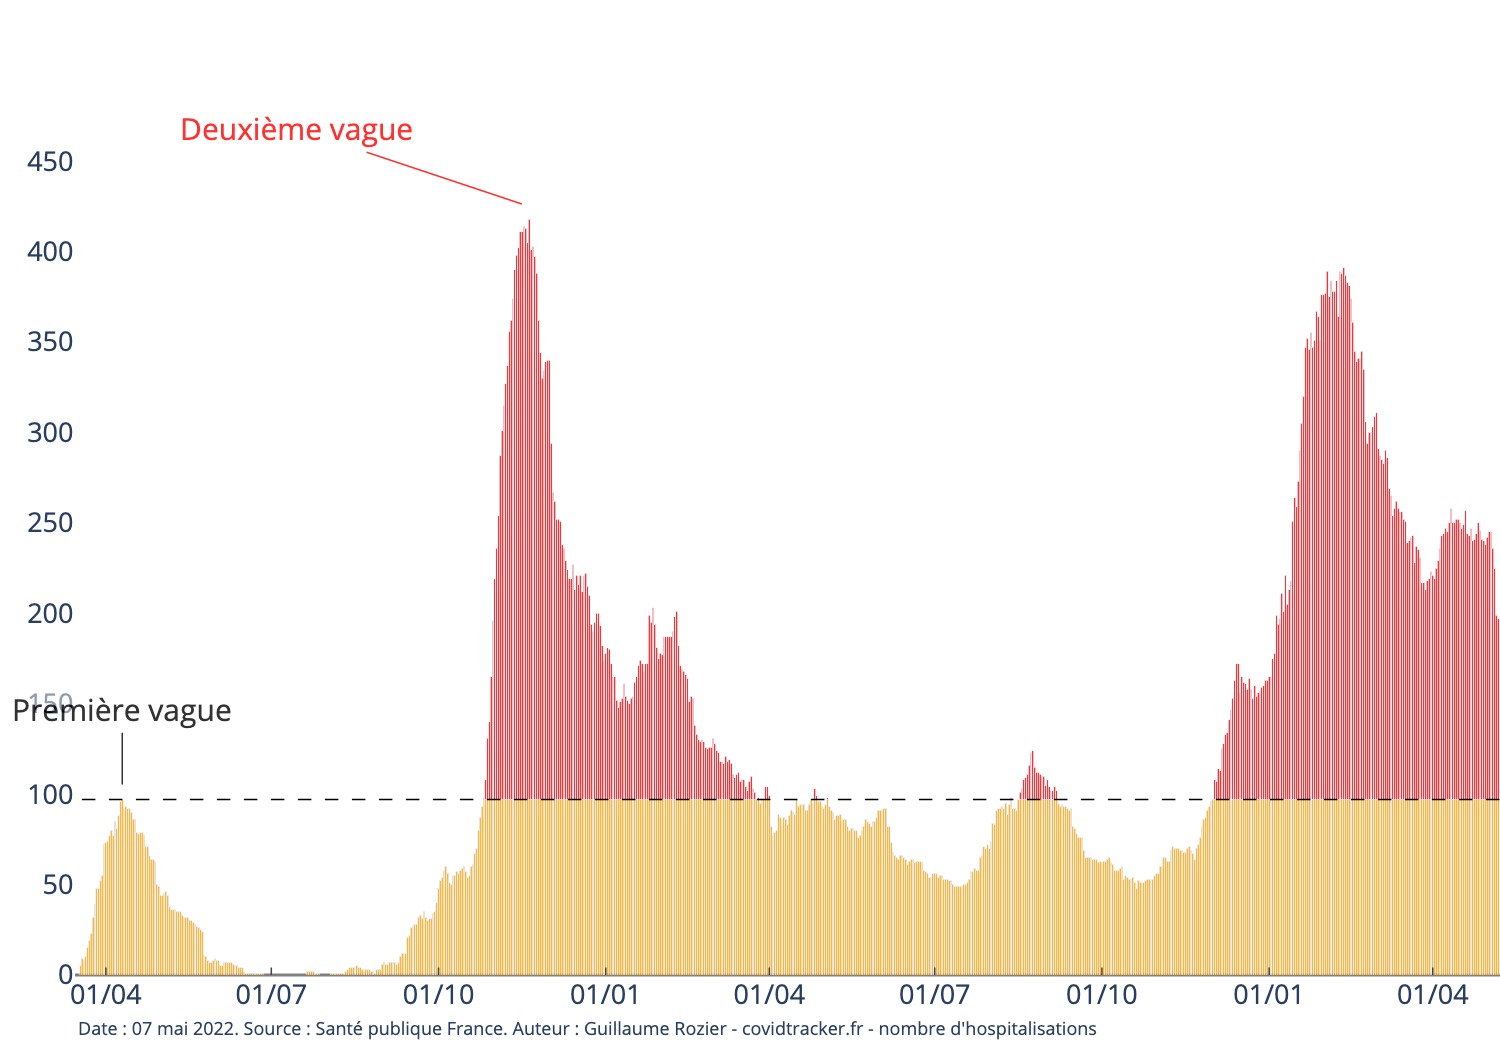 Deuxième vague
450
400
350
300
250
200
150
Première vague
100
50
0
01/04 01/07 01/10 01/01 01/04 01/07 01/10 01/01 01/04
Date : 07 mai 2022. Source : Santé publique France. Auteur : Guillaume Rozier - covidtracker.fr - nombre d'hospitalisations